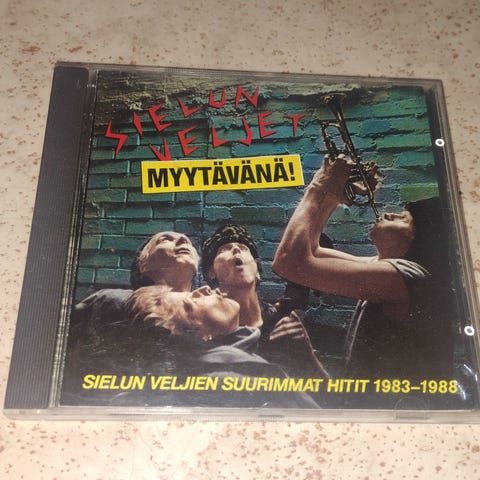 SIELUN
VELJET
MYYTÄVÄNÄ!
SIELUN VELJIEN SUURIMMAT HITIT 1983–1988